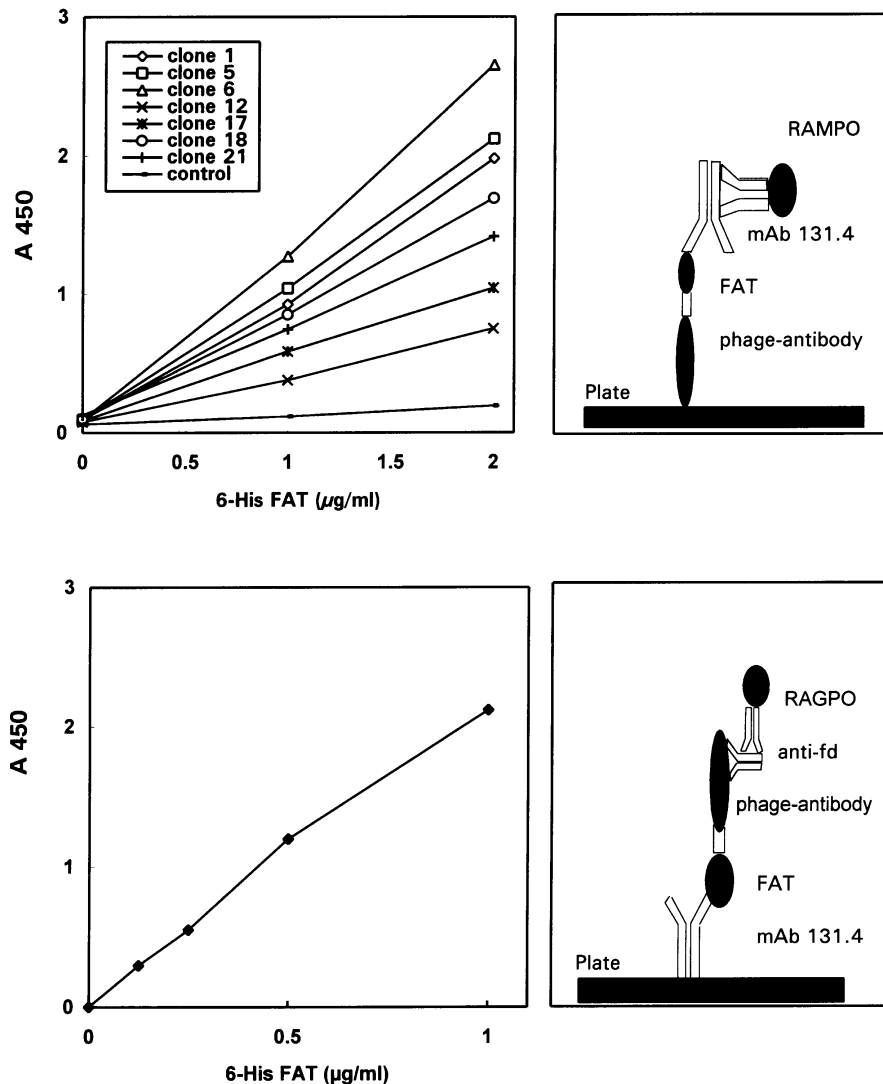 3
2
1
0
A 450
clone 1
clone 5
clone 6
clone 12
clone 17
clone 18
clone 21
control
0
0.5
1
1.5
2
6-His FAT (µg/ml)
RAMPO
mAb 131.4
FAT
phage-antibody
Plate
3
2
1
0
A 450
0
0.5
1
6-His FAT (µg/ml)
RAGPO
anti-fd
phage-antibody
FAT
mAb 131.4
Plate